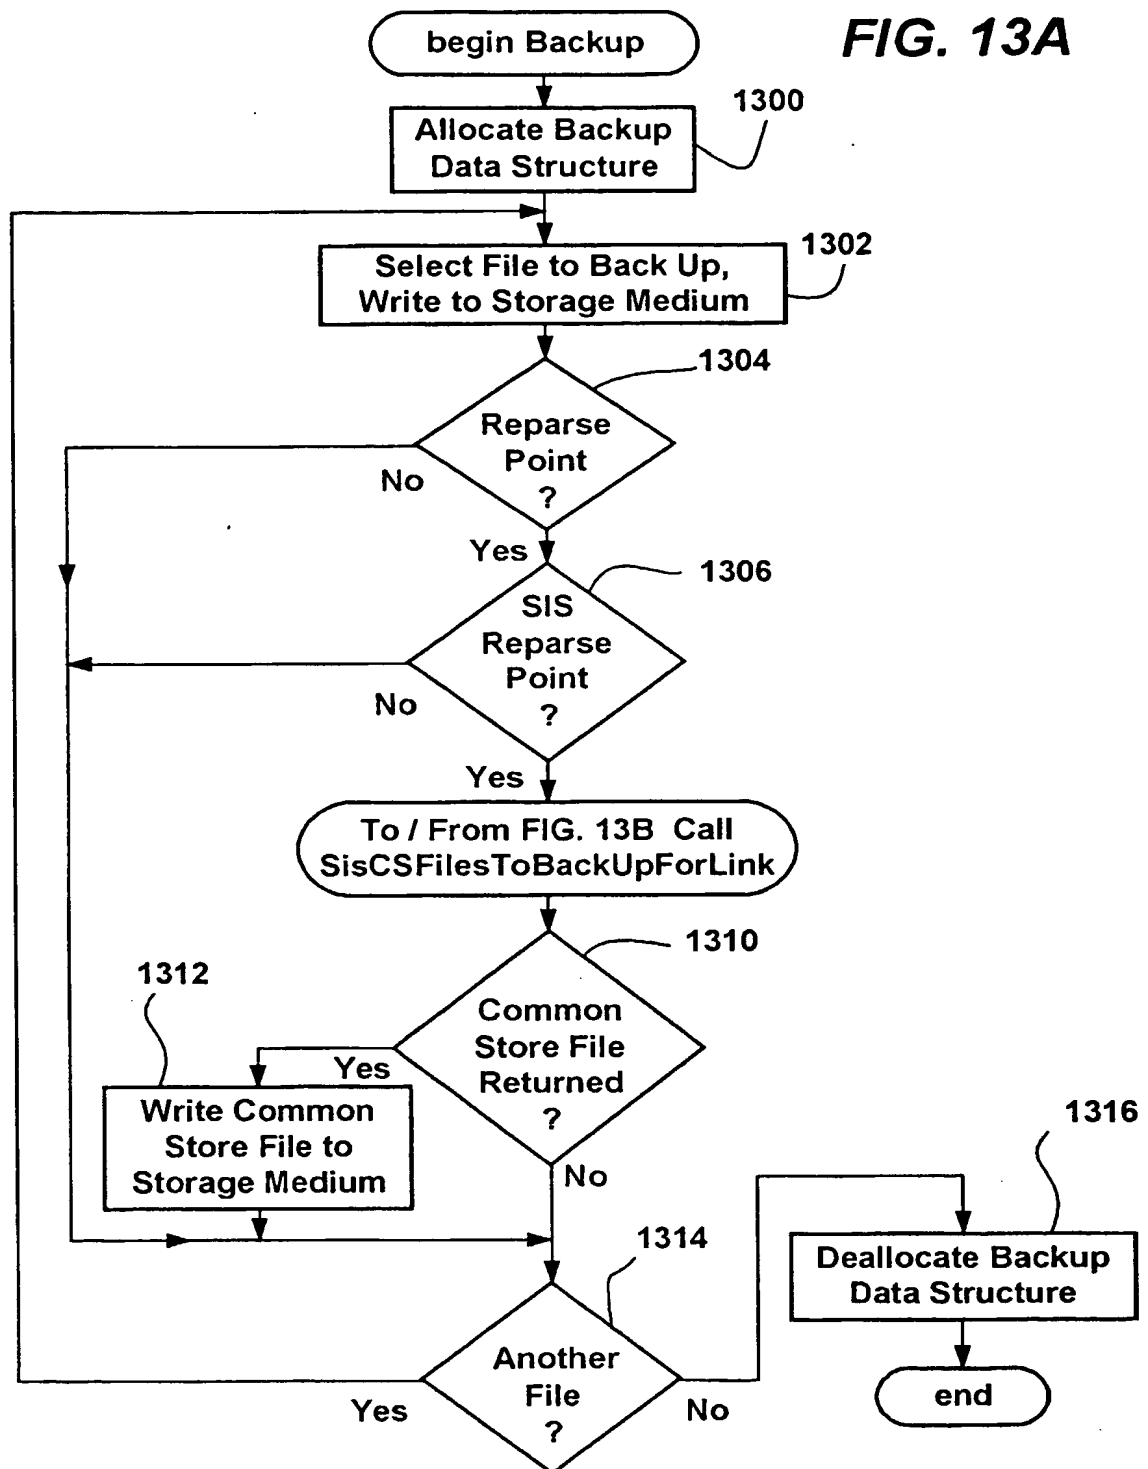 begin Backup
FIG. 13A
1300
Allocate Backup
Data Structure
1302
Select File to Back Up,
Write to Storage Medium
1304
Reparse
Point
?
No
Yes
1306
SIS
Reparse
Point
?
No
Yes
To / From FIG. 13B Call
SisCSFilesToBackUpForLink
1310
Common
Store File
Returned
?
1312
Yes
Write Common
Store File to
Storage Medium
No
1314
1316
Deallocate Backup
Data Structure
Another
File
?
Yes
No
end